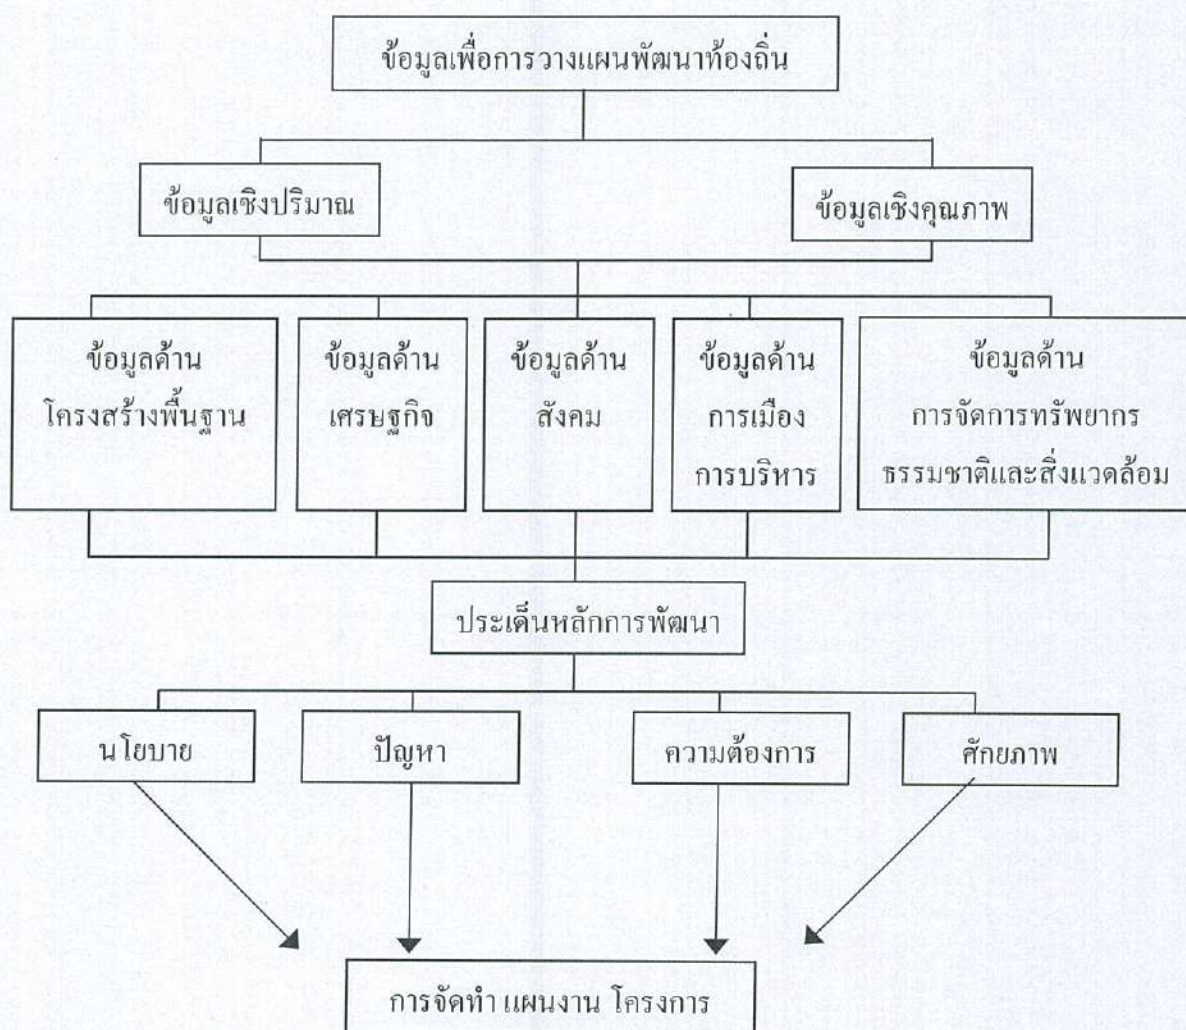 ข้อมูลเพื่อการวางแผนพัฒนาท้องถิ่น
ข้อมูลเชิงปริมาณ
ข้อมูลเชิงคุณภาพ
ข้อมูลด้าน
โครงสร้างพื้นฐาน
ข้อมูลด้าน
เศรษฐกิจ
ข้อมูลด้าน
สังคม
ข้อมูลด้าน
การเมือง
การบริหาร
ข้อมูลด้าน
การจัดการทรัพยากร
ธรรมชาติและสิ่งแวดล้อม
ประเด็นหลักการพัฒนา
นโยบาย
ปัญหา
ความต้องการ
ศักยภาพ
การจัดทำ แผนงาน โครงการ